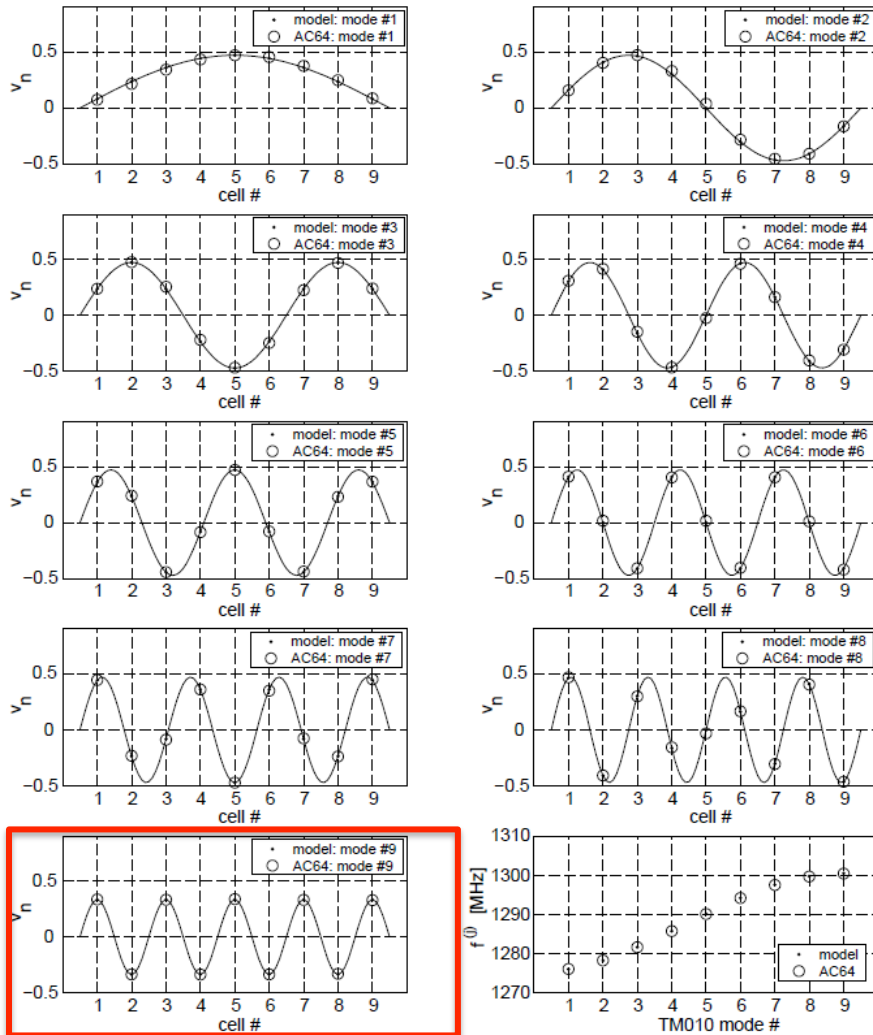 model: mode #1
AC64: mode #1
0.5
0
−0.5
v_n
1 2 3 4 5 6 7 8 9
cell #
model: mode #2
AC64: mode #2
0.5
0
−0.5
v_n
1 2 3 4 5 6 7 8 9
cell #
model: mode #3
AC64: mode #3
0.5
0
−0.5
v_n
1 2 3 4 5 6 7 8 9
cell #
model: mode #4
AC64: mode #4
0.5
0
−0.5
v_n
1 2 3 4 5 6 7 8 9
cell #
model: mode #5
AC64: mode #5
0.5
0
−0.5
v_n
1 2 3 4 5 6 7 8 9
cell #
model: mode #6
AC64: mode #6
0.5
0
−0.5
v_n
1 2 3 4 5 6 7 8 9
cell #
model: mode #7
AC64: mode #7
0.5
0
−0.5
v_n
1 2 3 4 5 6 7 8 9
cell #
model: mode #8
AC64: mode #8
0.5
0
−0.5
v_n
1 2 3 4 5 6 7 8 9
cell #
model: mode #9
AC64: mode #9
0.5
0
−0.5
v_n
1 2 3 4 5 6 7 8 9
cell #
1310
1300
1290
1280
1270
f^(j) [MHz]
model
AC64
1 2 3 4 5 6 7 8 9
TM010 mode #